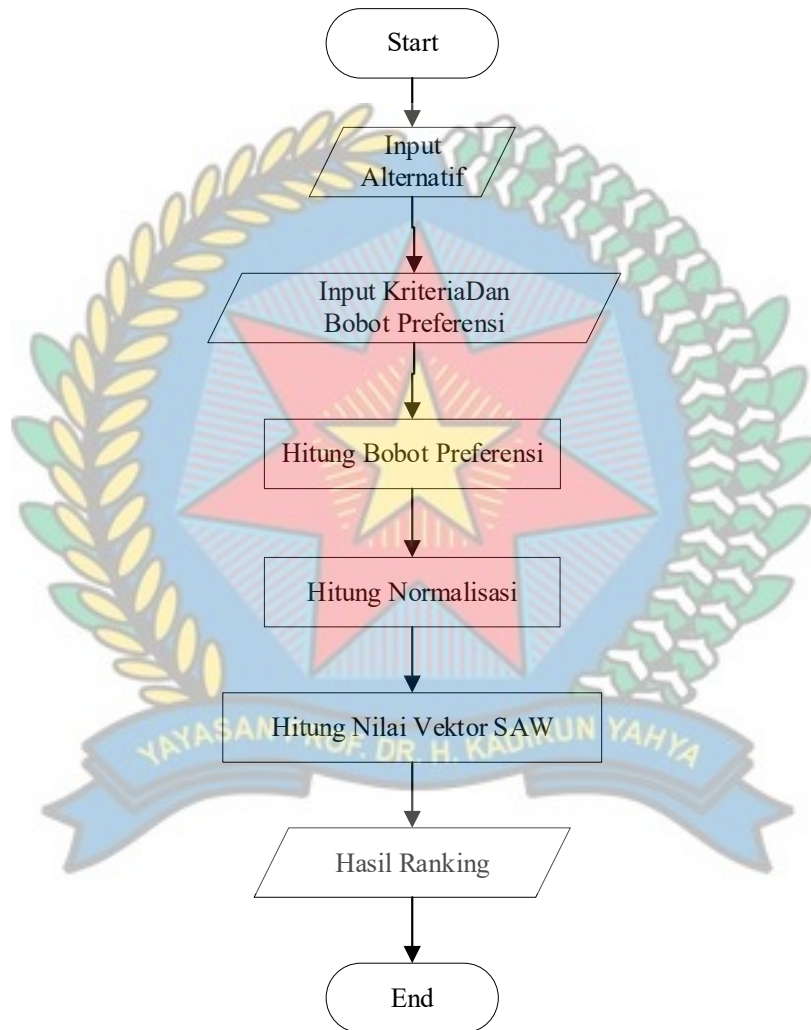 Start
Input
Alternatif
Input KriteriaDan
Bobot Preferensi
Hitung Bobot Preferensi
Hitung Normalisasi
Hitung Nilai Vektor SAW
YAYASAN PROF. DR. H. KADIRUN YAHYA
Hasil Ranking
End